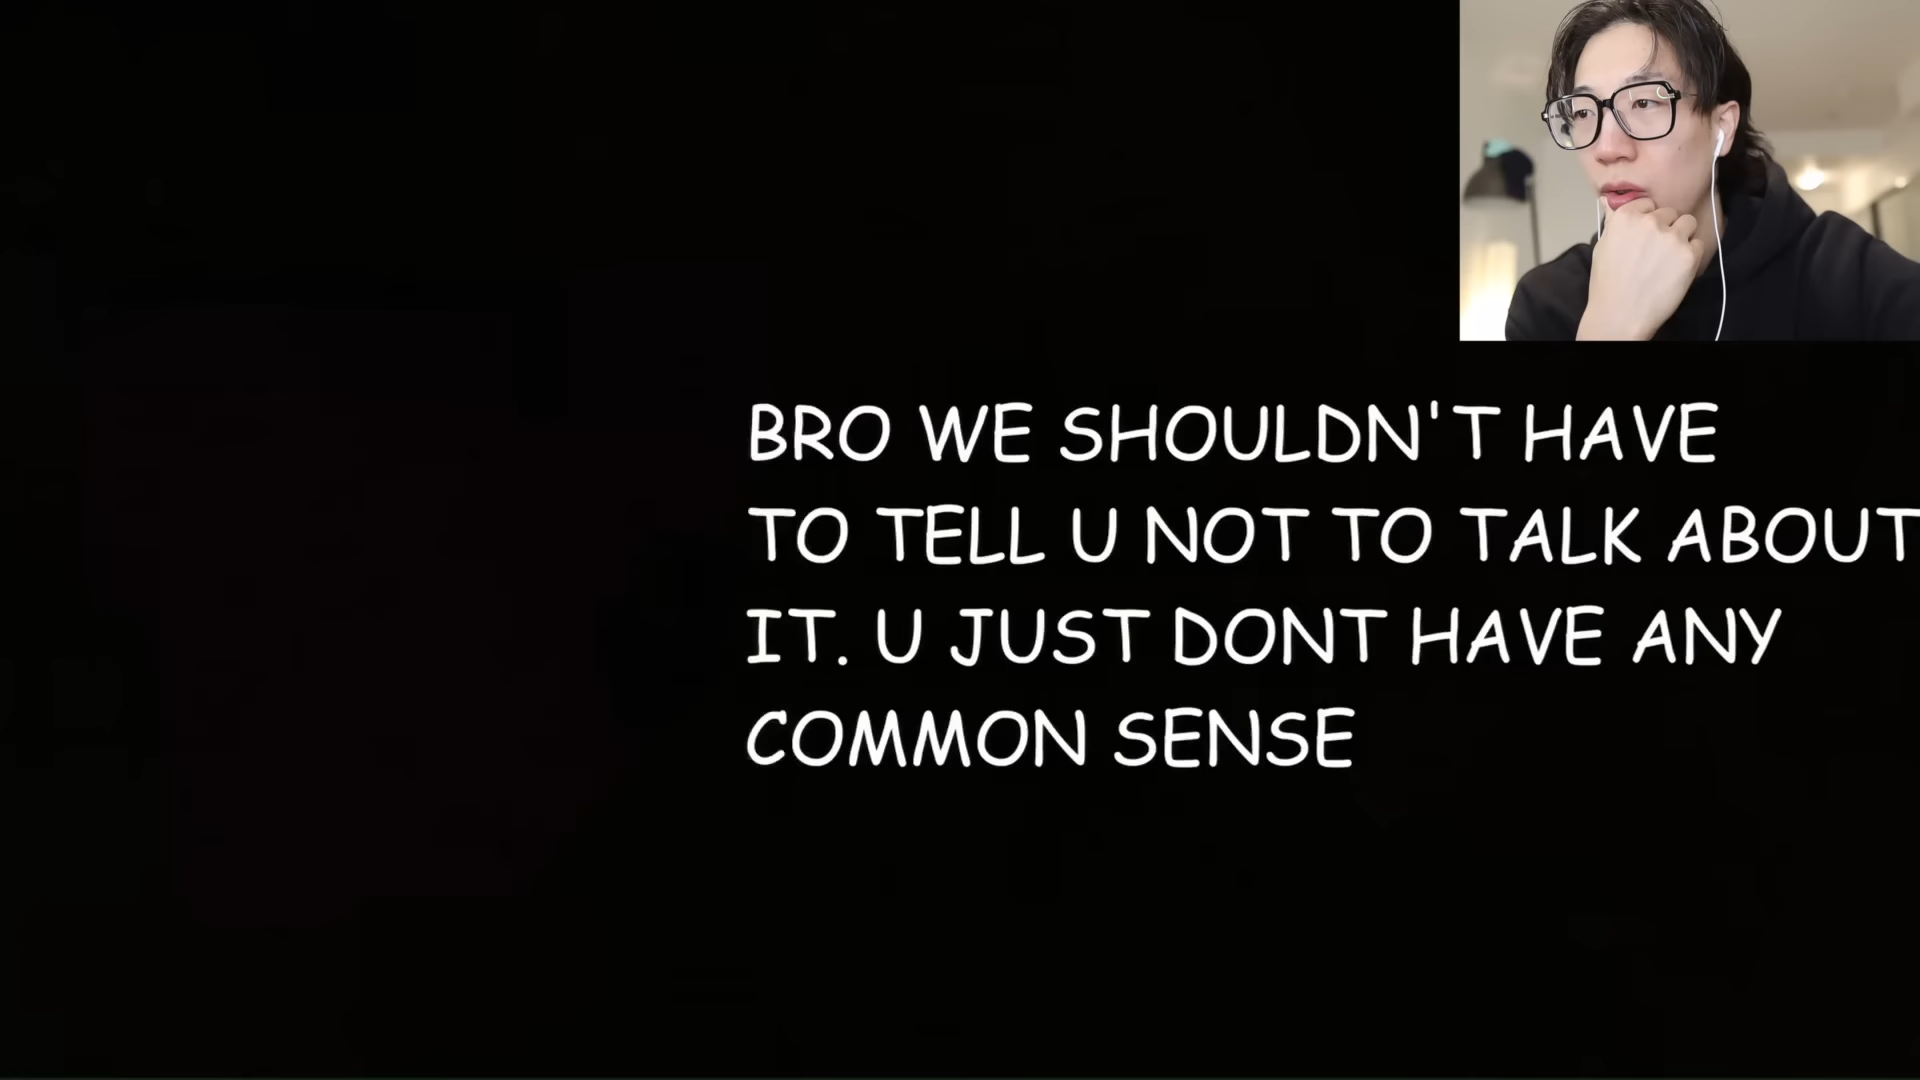 BRO WE SHOULDN'T HAVE
TO TELL U NOT TO TALK ABOUT
IT. U JUST DONT HAVE ANY
COMMON SENSE